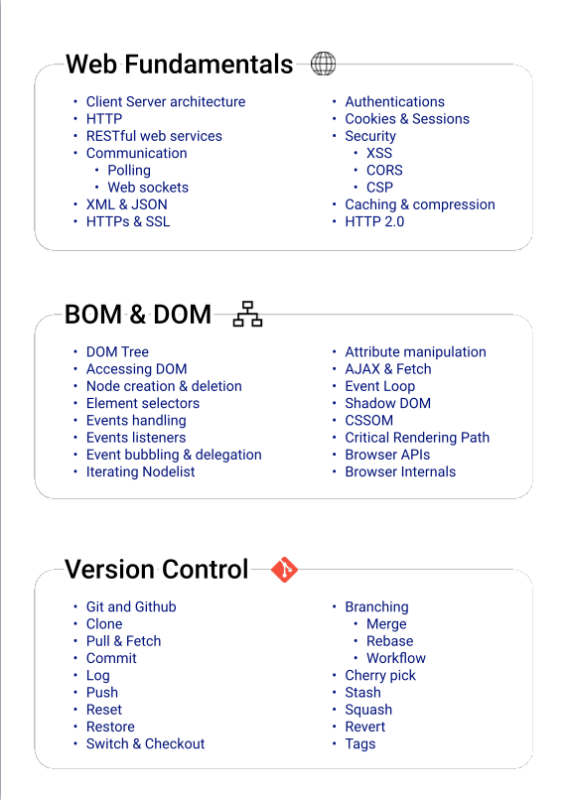 Web Fundamentals
• Client Server architecture
• HTTP
• RESTful web services
• Communication
• Polling
• Web sockets
• XML & JSON
• HTTPs & SSL
• Authentications
• Cookies & Sessions
• Security
• XSS
• CORS
• CSP
• Caching & compression
• HTTP 2.0
BOM & DOM
• DOM Tree
• Accessing DOM
• Node creation & deletion
• Element selectors
• Events handling
• Events listeners
• Event bubbling & delegation
• Iterating Nodelist
• Attribute manipulation
• AJAX & Fetch
• Event Loop
• Shadow DOM
• CSSOM
• Critical Rendering Path
• Browser APIs
• Browser Internals
Version Control
• Git and Github
• Clone
• Pull & Fetch
• Commit
• Log
• Push
• Reset
• Restore
• Switch & Checkout
• Branching
• Merge
• Rebase
• Workflow
• Cherry pick
• Stash
• Squash
• Revert
• Tags